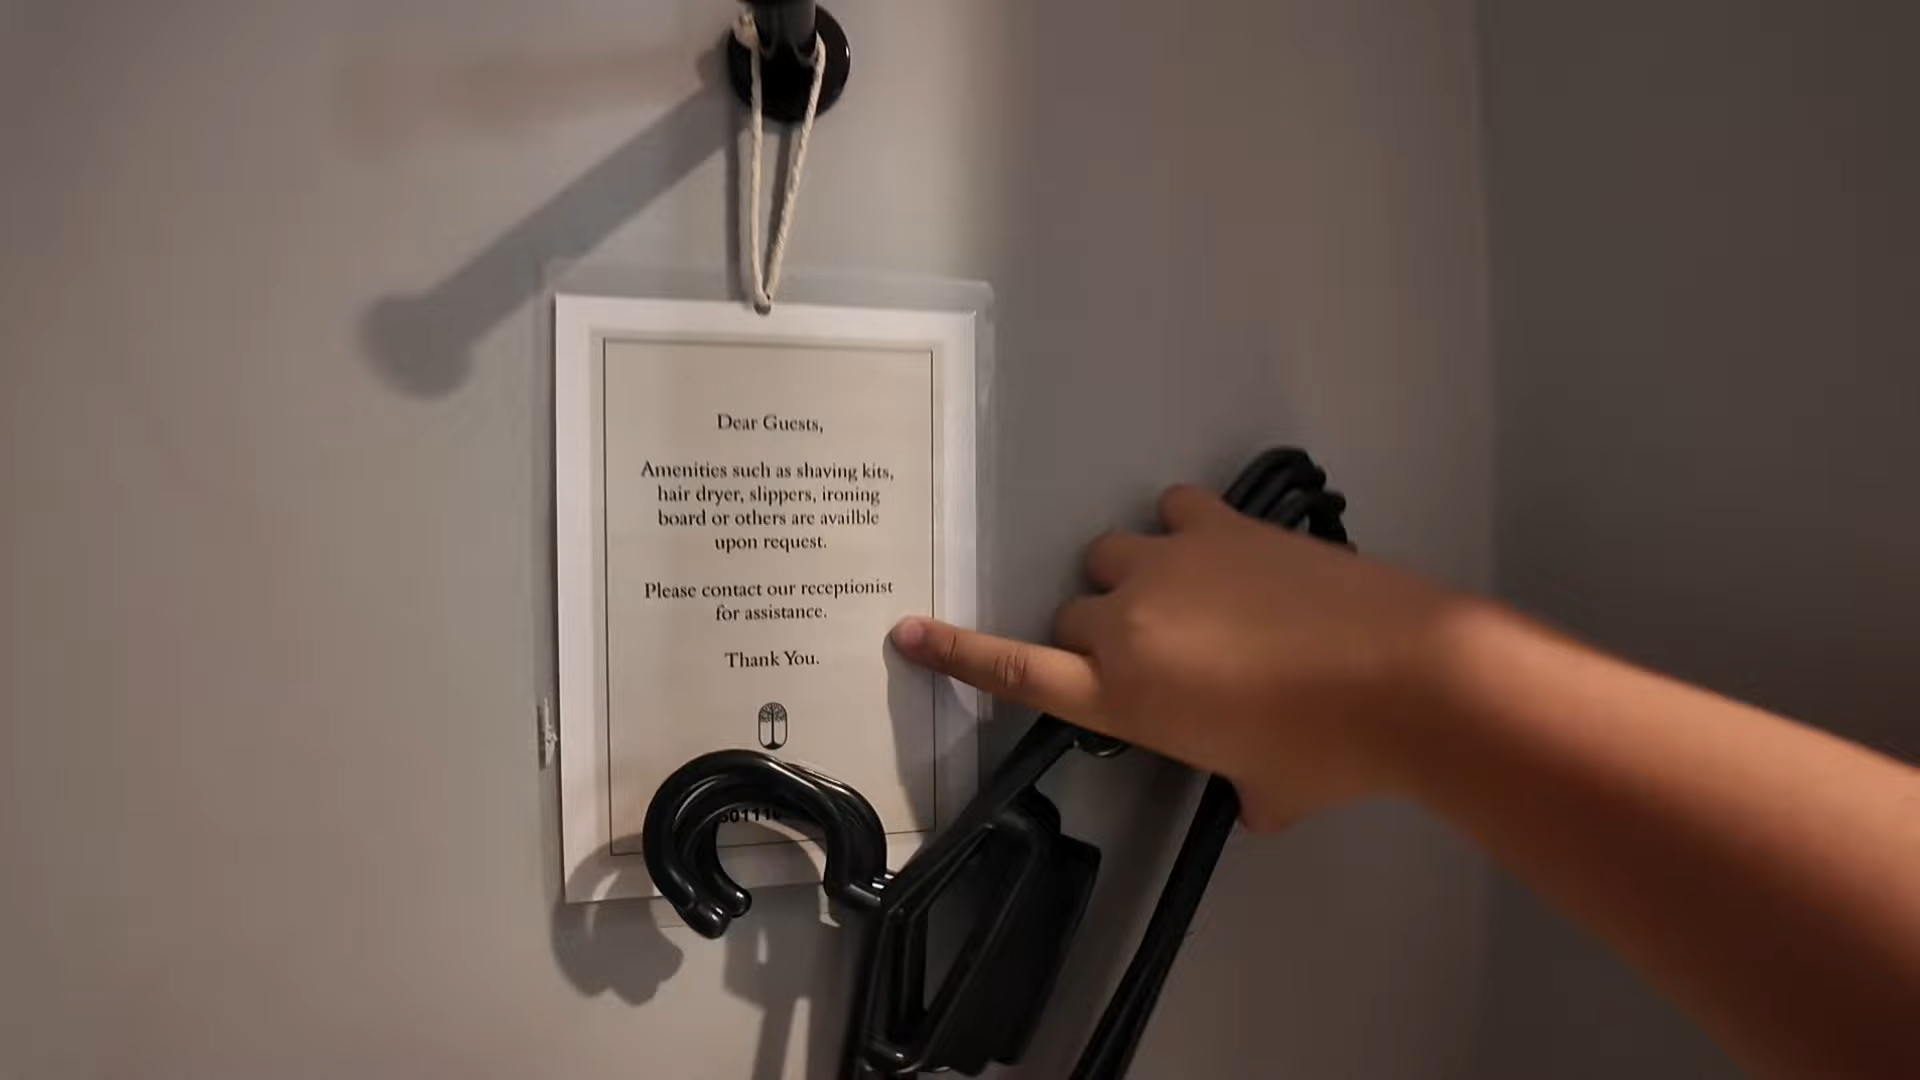 Dear Guests,
Amenities such as shaving kits,
hair dryer, slippers, ironing
board or others are availble
upon request.
Please contact our receptionist
for assistance.
Thank You.